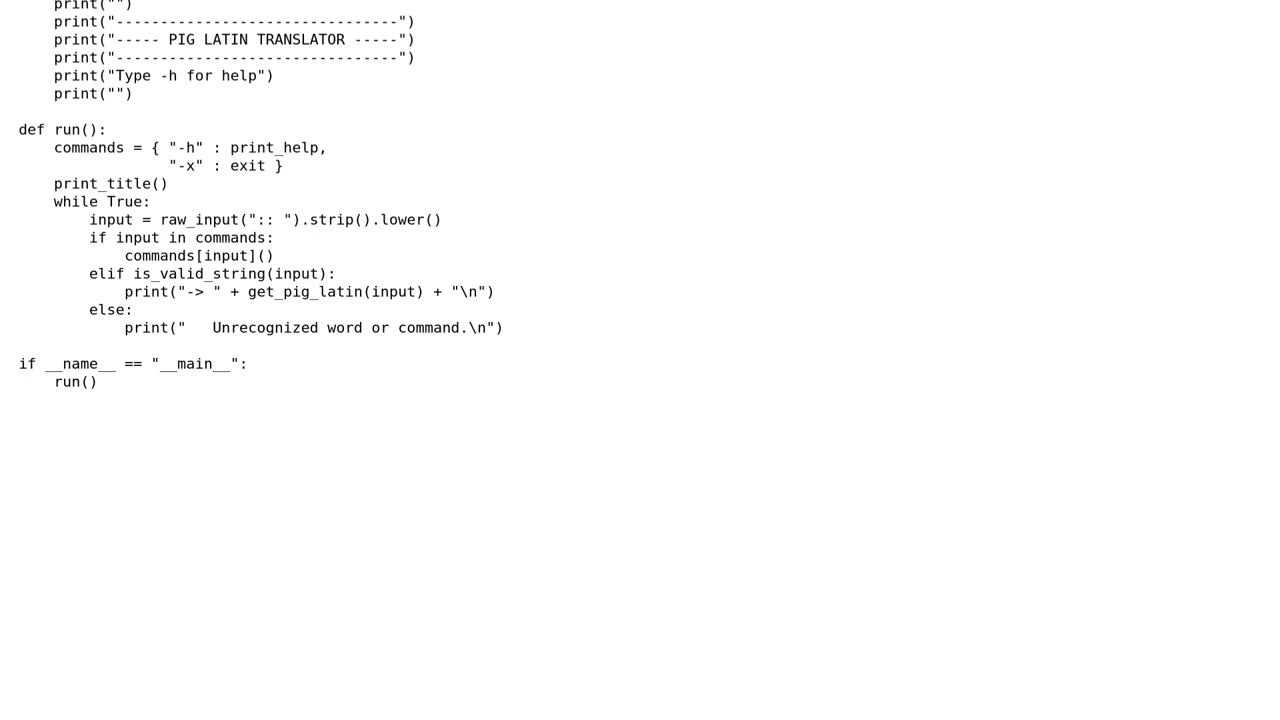 print("")
    print("--------------------------------")
    print("----- PIG LATIN TRANSLATOR -----")
    print("--------------------------------")
    print("Type -h for help")
    print("")

def run():
    commands = { "-h" : print_help,
                 "-x" : exit }
    print_title()
    while True:
        input = raw_input(":: ").strip().lower()
        if input in commands:
            commands[input]()
        elif is_valid_string(input):
            print("-> " + get_pig_latin(input) + "\n")
        else:
            print("   Unrecognized word or command.\n")

if __name__ == "__main__":
    run()